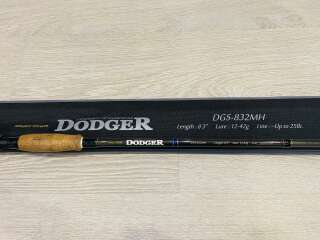 DODGER
DGS-832MH
Length : 8'3" Lure : 12-42g Line : ~Up to 25lb.
DODGER